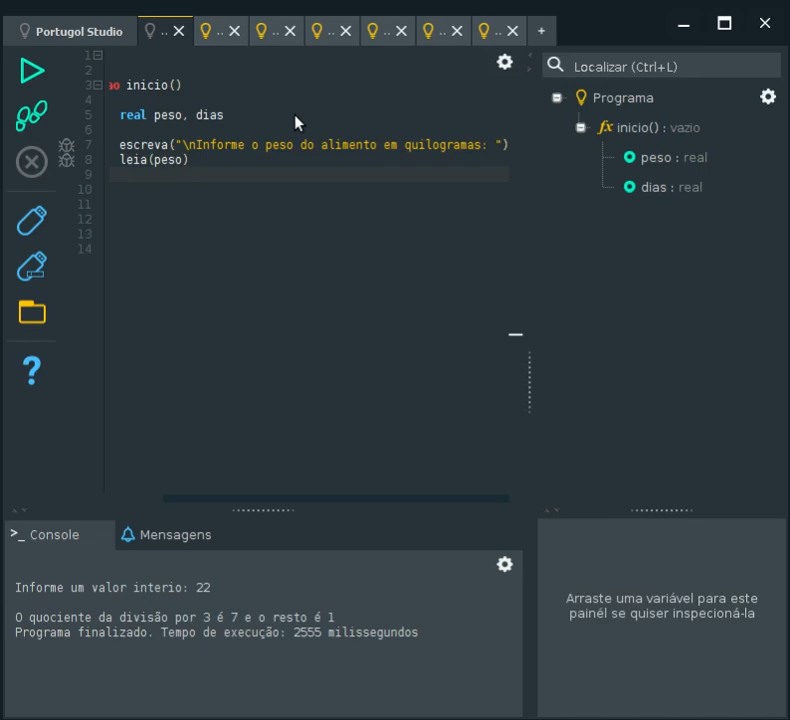 Portugol Studio
..
..
..
..
..
..
..
+
1
2
3 io inicio()
4
5 real peso, dias
6
7 escreva("\nInforme o peso do alimento em quilogramas: ")
8 leia(peso)
9
10
11
12
13
14
?
Localizar (Ctrl+L)
Programa
fx inicio() : vazio
peso : real
dias : real
>_ Console
Mensagens
Informe um valor interio: 22
O quociente da divisão por 3 é 7 e o resto é 1
Programa finalizado. Tempo de execução: 2555 milissegundos
Arraste uma variável para este
painél se quiser inspecioná-la